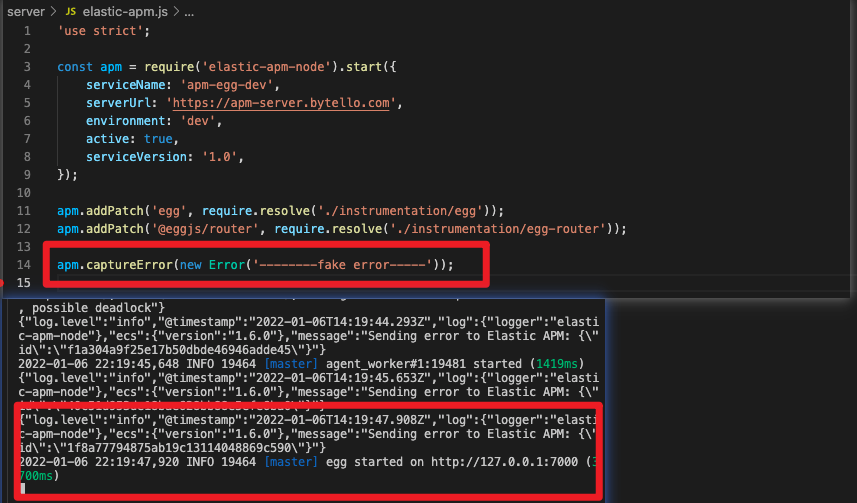 server > JS elastic-apm.js > ...
1 'use strict';
2
3 const apm = require('elastic-apm-node').start({
4 serviceName: 'apm-egg-dev',
5 serverUrl: 'https://apm-server.bytello.com',
6 environment: 'dev',
7 active: true,
8 serviceVersion: '1.0',
9 });
10
11 apm.addPatch('egg', require.resolve('./instrumentation/egg'));
12 apm.addPatch('@eggjs/router', require.resolve('./instrumentation/egg-router'));
13
14 apm.captureError(new Error('--------fake error-----'));
15
, possible deadlock"}
{"log.level":"info","@timestamp":"2022-01-06T14:19:44.293Z","log":{"logger":"elasti
c-apm-node"},"ecs":{"version":"1.6.0"},"message":"Sending error to Elastic APM: {\"
id\":\"f1a304a9f25e17b50dbde46946adde45\"}"}
2022-01-06 22:19:45,648 INFO 19464 [master] agent_worker#1:19481 started (1419ms)
{"log.level":"info","@timestamp":"2022-01-06T14:19:45.653Z","log":{"logger":"elasti
c-apm-node"},"ecs":{"version":"1.6.0"},"message":"Sending error to Elastic APM: {\"
{"log.level":"info","@timestamp":"2022-01-06T14:19:47.908Z","log":{"logger":"elasti
c-apm-node"},"ecs":{"version":"1.6.0"},"message":"Sending error to Elastic APM: {\"
id\":\"1f8a77794875ab19c13114048869c590\"}"}
2022-01-06 22:19:47,920 INFO 19464 [master] egg started on http://127.0.0.1:7000 (3
700ms)